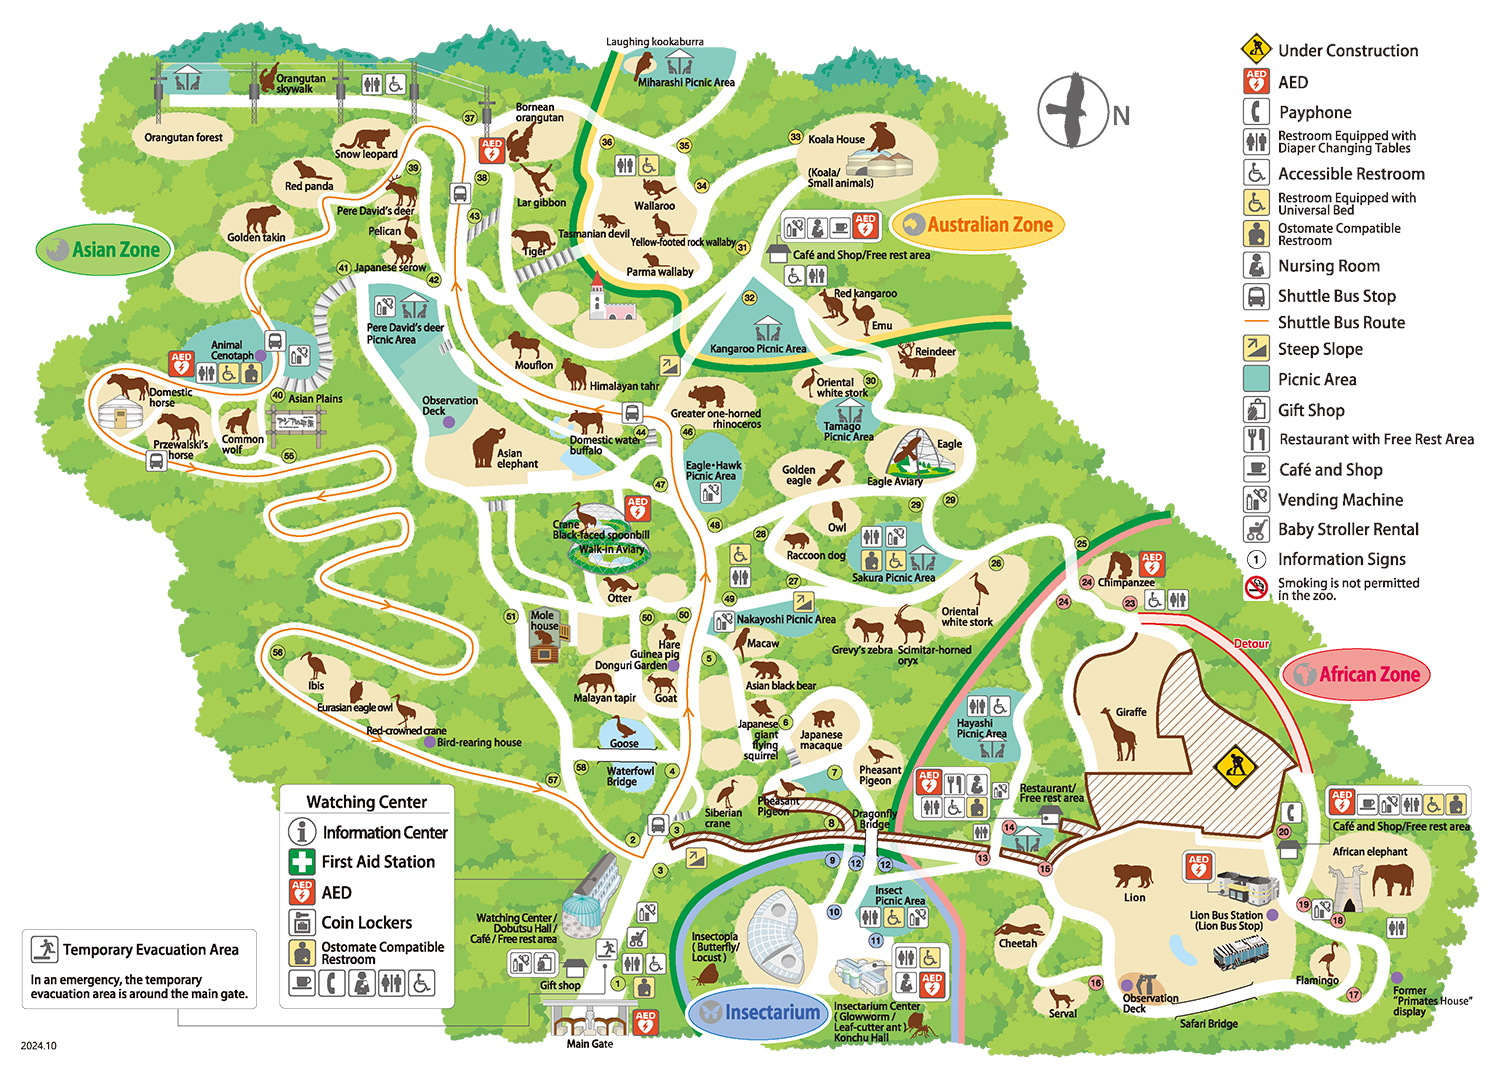 Laughing kookaburra
Miharashi Picnic Area
Orangutan
skywalk
Orangutan forest
Snow leopard
Bornean
orangutan
Red panda
Pere David's deer
Lar gibbon
Golden takin
Pelican
Japanese serow
Tiger
Tasmanian devil
Wallaroo
Yellow-footed rock wallaby
Parma wallaby
Koala House
(Koala/
Small animals)
N
Asian Zone
Australian Zone
Café and Shop/Free rest area
AED
Red kangaroo
Emu
Kangaroo Picnic Area
Reindeer
Pere David's deer
Picnic Area
Animal
Cenotaph
AED
Mouflon
Himalayan tahr
Oriental
white stork
Domestic
horse
Przewalski's
horse
Common
wolf
Asian Plains
Observation
Deck
Asian
elephant
Domestic water
buffalo
Greater one-horned
rhinoceros
Tamago
Picnic Area
Eagle
Eagle Aviary
Eagle•Hawk
Picnic Area
Golden
eagle
Owl
Raccoon dog
Sakura Picnic Area
Crane
Black-faced spoonbill
Walk-in Aviary
AED
Otter
Mole
house
Hare
Guinea pig
Donguri Garden
Malayan tapir
Goat
Goose
Waterfowl
Bridge
Nakayoshi Picnic Area
Macaw
Asian black bear
Grevy's zebra
Scimitar-horned
oryx
Oriental
white stork
Chimpanzee
AED
Detour
African Zone
Giraffe
Hayashi
Picnic Area
Ibis
Eurasian eagle owl
Red-crowned crane
Bird-rearing house
Japanese
giant
flying
squirrel
Japanese
macaque
Pheasant
Pigeon
Pheasant
Pigeon
Siberian
crane
Dragonfly
Bridge
Restaurant/
Free rest area
AED
AED
Café and Shop/Free rest area
African elephant
Lion
AED
Lion Bus Station
(Lion Bus Stop)
Cheetah
Serval
Observation
Deck
Safari Bridge
Flamingo
Former
"Primates House"
display
Insect
Picnic Area
Insectopia
( Butterfly/
Locust )
Insectarium
Insectarium Center
( Glowworm /
Leaf-cutter ant )
Konchu Hall
AED
Watching Center /
Dobutsu Hall /
Café / Free rest area
Gift shop
Main Gate
AED
Watching Center
Information Center
First Aid Station
AED
AED
Coin Lockers
Ostomate Compatible
Restroom
Temporary Evacuation Area
In an emergency, the temporary
evacuation area is around the main gate.
2024.10
Under Construction
AED
AED
Payphone
Restroom Equipped with
Diaper Changing Tables
Accessible Restroom
Restroom Equipped with
Universal Bed
Ostomate Compatible
Restroom
Nursing Room
Shuttle Bus Stop
Shuttle Bus Route
Steep Slope
Picnic Area
Gift Shop
Restaurant with Free Rest Area
Café and Shop
Vending Machine
Baby Stroller Rental
1 Information Signs
Smoking is not permitted
in the zoo.
37
36
35
33
34
38
39
43
31
41
42
32
30
40
55
44
46
47
48
28
29
29
27
26
25
24
24
23
49
51
50
50
5
6
56
57
58
4
7
8
2
3
3
9
12
12
13
14
15
10
11
16
17
18
19
20
1
AED